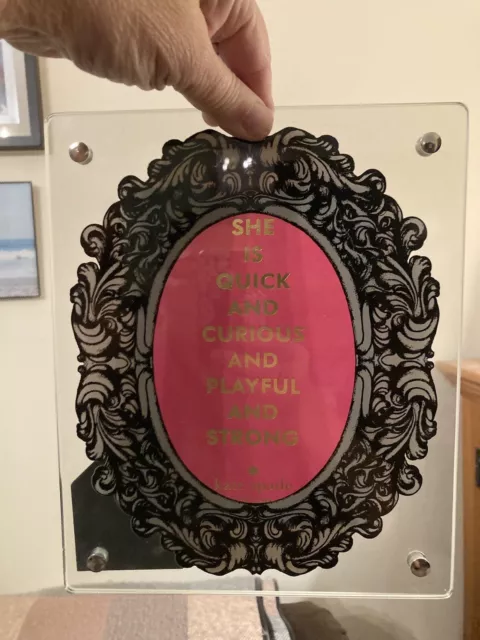 SHE
IS
QUICK
AND
CURIOUS
AND
PLAYFUL
AND
STRONG
kate spade